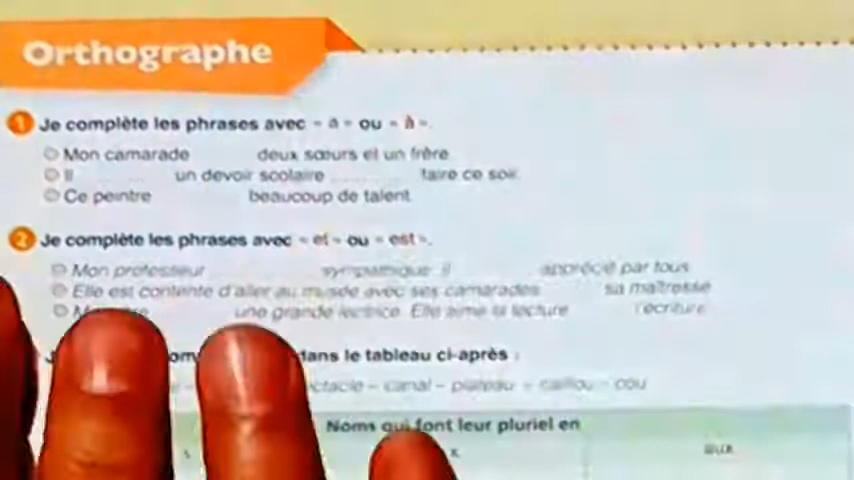 Orthographe
1 Je complète les phrases avec « a » ou « à ».
Mon camarade deux sœurs et un frère
Il un devoir scolaire faire ce soir.
Ce peintre beaucoup de talent
2 Je complète les phrases avec « et » ou « est ».
Mon professeur sympathique il apprécié par tous
Elle est contente d'aller au musée avec ses camarades sa maîtresse
une grande lectrice. Elle aime la lecture l'écriture
dans le tableau ci-après :
– canal – plateau – caillou – cou
Noms qui font leur pluriel en
s x aux